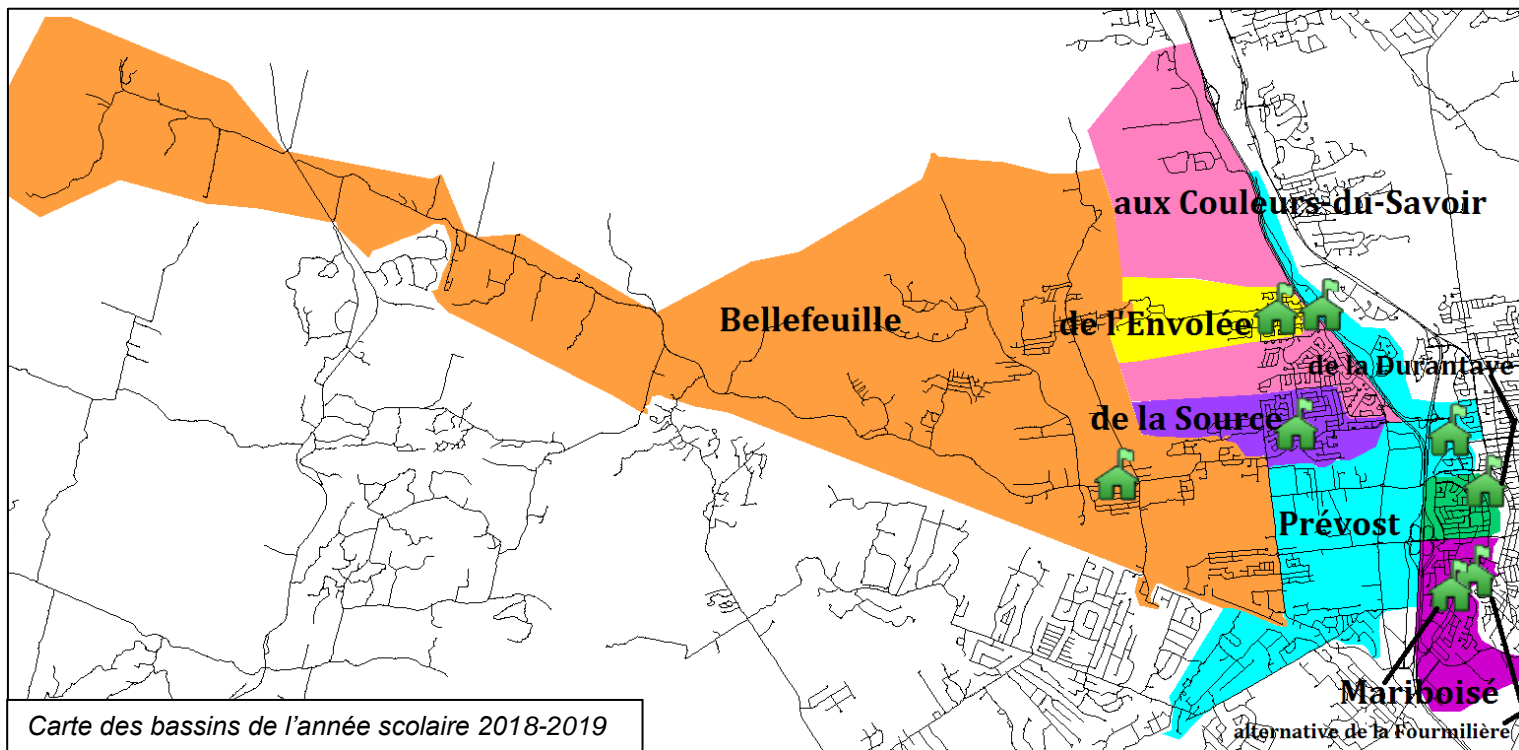 aux Couleurs-du-Savoir
Bellefeuille
de l'Envolée
de la Durantaye
de la Source
Prévost
Mariboisé
alternative de la Fourmilière
Carte des bassins de l’année scolaire 2018-2019